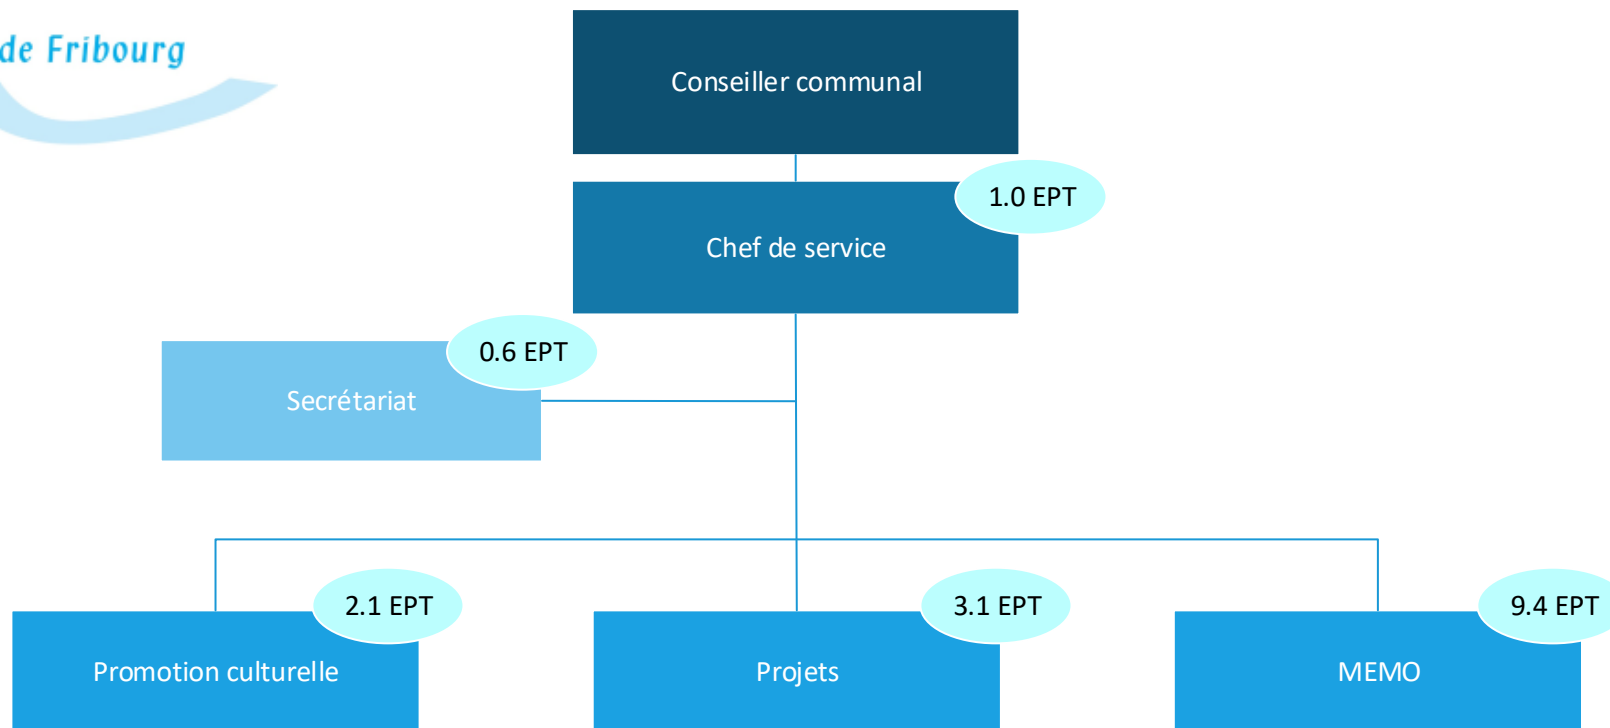 de Fribourg
Conseiller communal
1.0 EPT
Chef de service
0.6 EPT
Secrétariat
2.1 EPT
3.1 EPT
9.4 EPT
Promotion culturelle
Projets
MEMO